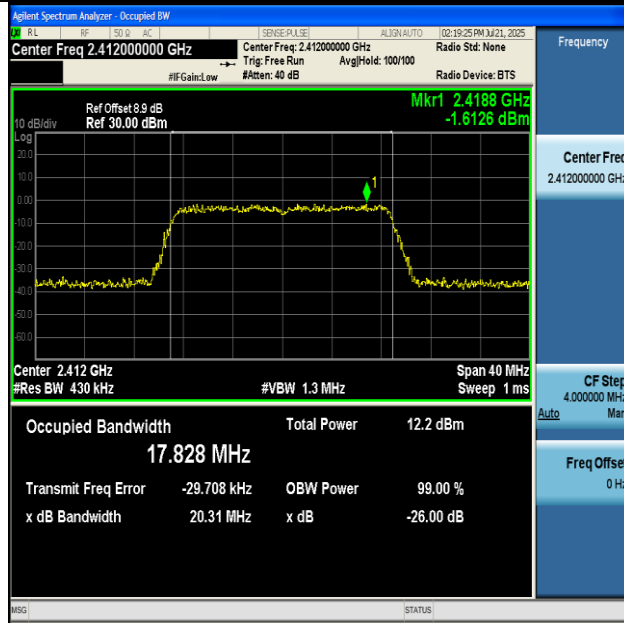 Agilent Spectrum Analyzer - Occupied BW
RL RF 50 Ω AC SENSE:PULSE ALIGN AUTO 02:19:25 PM Jul 21, 2025
Center Freq 2.412000000 GHz
Center Freq: 2.412000000 GHz
Radio Std: None
Trig: Free Run Avg|Hold: 100/100
#IFGain:Low
#Atten: 40 dB
Radio Device: BTS
Ref Offset 8.9 dB
Mkr1 2.4188 GHz
10 dB/div Ref 30.00 dBm -1.6126 dBm
Log
20.0
10.0
0.00
-10.0
-20.0
-30.0
-40.0
-50.0
-60.0
1
Center 2.412 GHz Span 40 MHz
#Res BW 430 kHz #VBW 1.3 MHz Sweep 1 ms
Occupied Bandwidth Total Power 12.2 dBm
17.828 MHz
Transmit Freq Error -29.708 kHz OBW Power 99.00 %
x dB Bandwidth 20.31 MHz x dB -26.00 dB
MSG STATUS
Frequency
Center Freq
2.412000000 GHz
CF Step
4.000000 MHz
Auto Man
Freq Offset
0 Hz